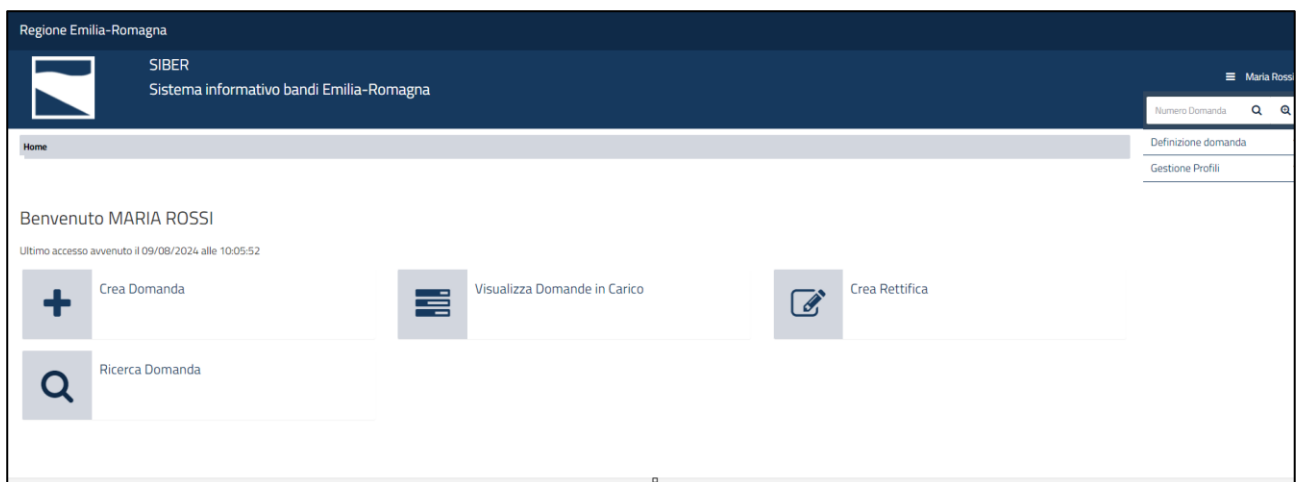 Regione Emilia-Romagna
SIBER
Sistema informativo bandi Emilia-Romagna
Maria Rossi
Numero Domanda
Home
Definizione domanda
Gestione Profili
Benvenuto MARIA ROSSI
Ultimo accesso avvenuto il 09/08/2024 alle 10:05:52
Crea Domanda
Visualizza Domande in Carico
Crea Rettifica
Ricerca Domanda